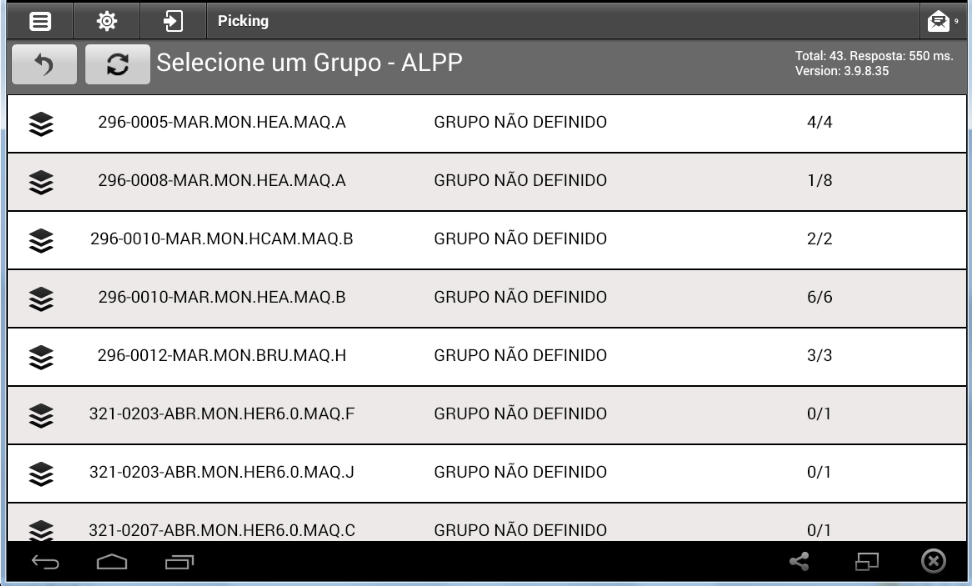 Picking
9
Selecione um Grupo - ALPP
Total: 43. Resposta: 550 ms.
Version: 3.9.8.35
296-0005-MAR.MON.HEA.MAQ.A GRUPO NÃO DEFINIDO 4/4
296-0008-MAR.MON.HEA.MAQ.A GRUPO NÃO DEFINIDO 1/8
296-0010-MAR.MON.HCAM.MAQ.B GRUPO NÃO DEFINIDO 2/2
296-0010-MAR.MON.HEA.MAQ.B GRUPO NÃO DEFINIDO 6/6
296-0012-MAR.MON.BRU.MAQ.H GRUPO NÃO DEFINIDO 3/3
321-0203-ABR.MON.HER6.0.MAQ.F GRUPO NÃO DEFINIDO 0/1
321-0203-ABR.MON.HER6.0.MAQ.J GRUPO NÃO DEFINIDO 0/1
321-0207-ABR.MON.HER6.0.MAQ.C GRUPO NÃO DEFINIDO 0/1